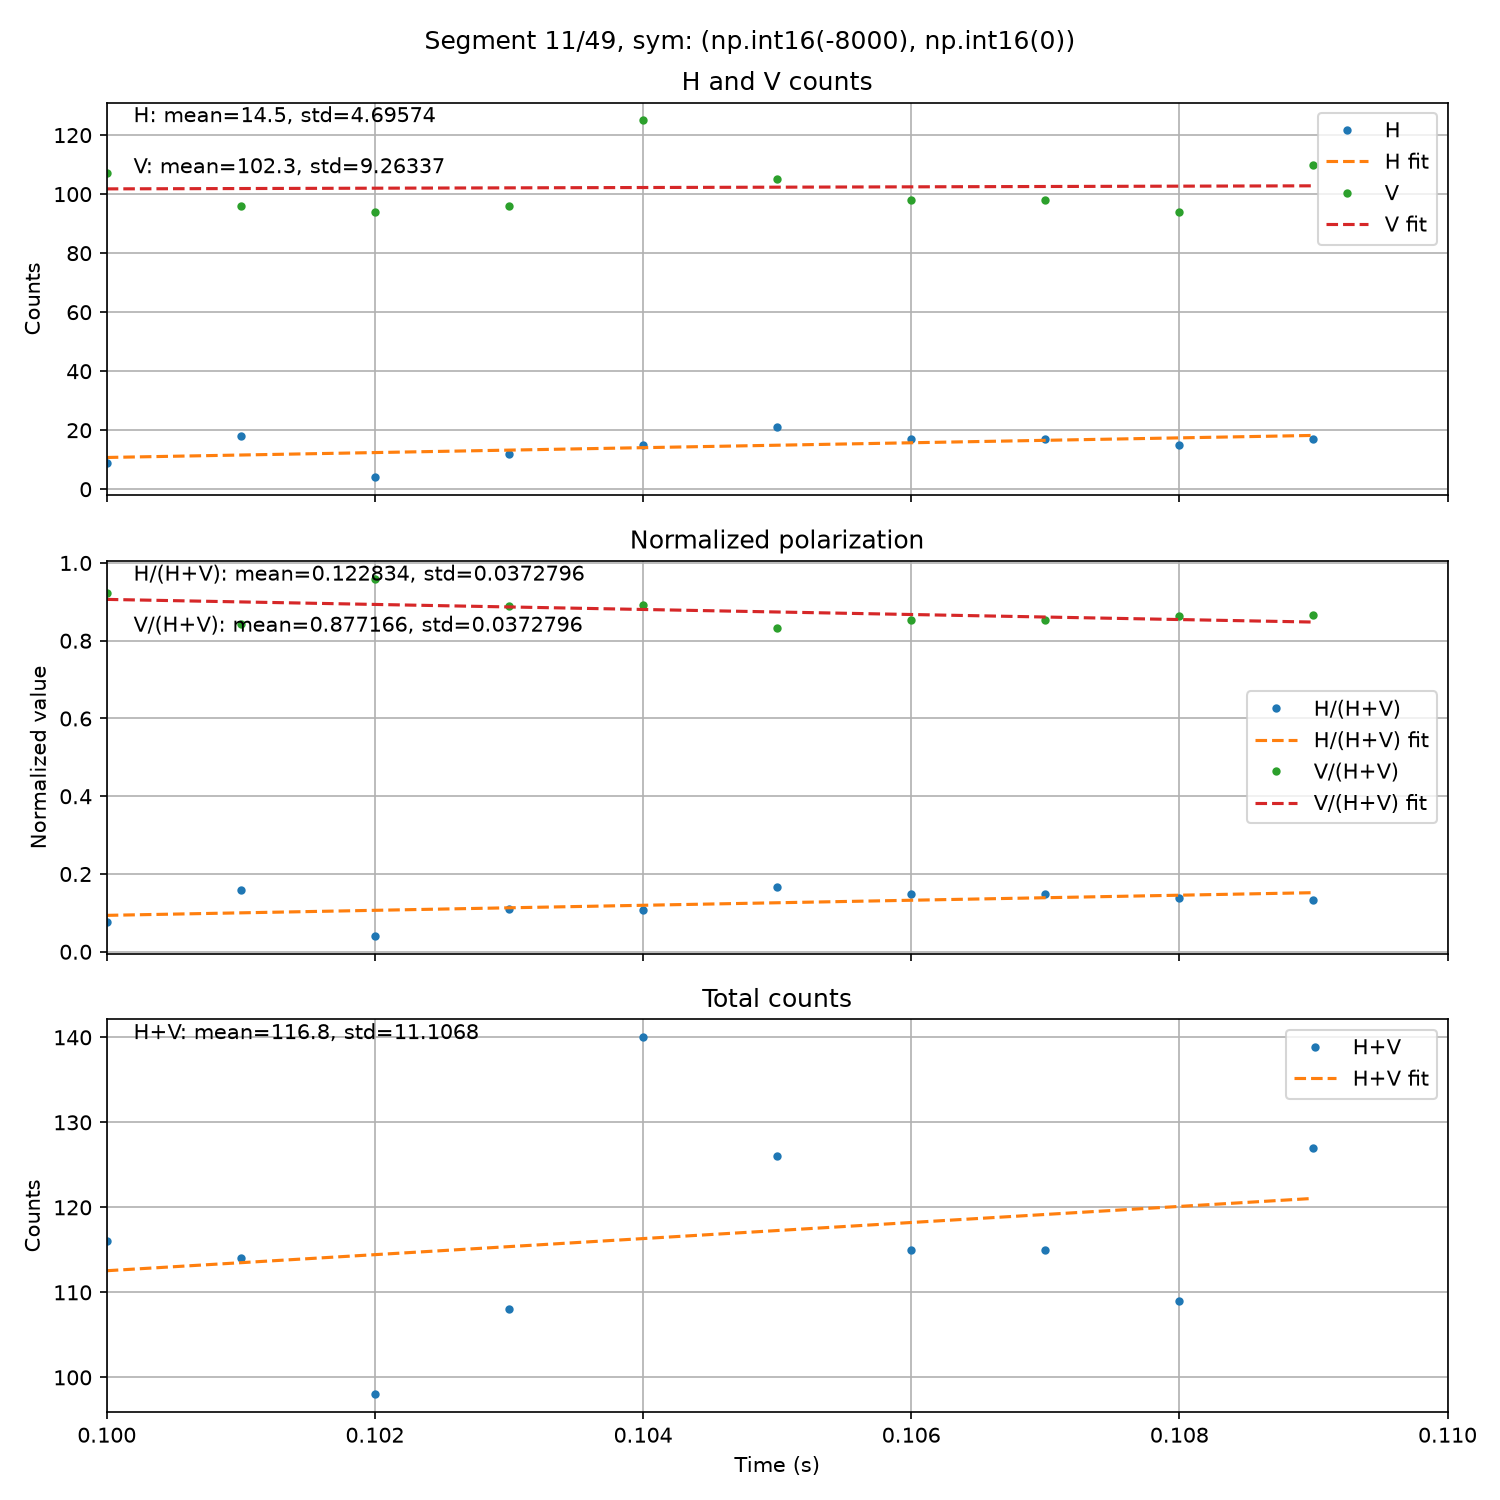 Segment 11/49, sym: (np.int16(-8000), np.int16(0))
H and V counts
H: mean=14.5, std=4.69574
V: mean=102.3, std=9.26337
H
H fit
V
V fit
120
100
80
60
40
20
0
Counts
Normalized polarization
H/(H+V): mean=0.122834, std=0.0372796
V/(H+V): mean=0.877166, std=0.0372796
H/(H+V)
H/(H+V) fit
V/(H+V)
V/(H+V) fit
1.0
0.8
0.6
0.4
0.2
0.0
Normalized value
Total counts
H+V: mean=116.8, std=11.1068
H+V
H+V fit
140
130
120
110
100
Counts
0.100 0.102 0.104 0.106 0.108 0.110
Time (s)